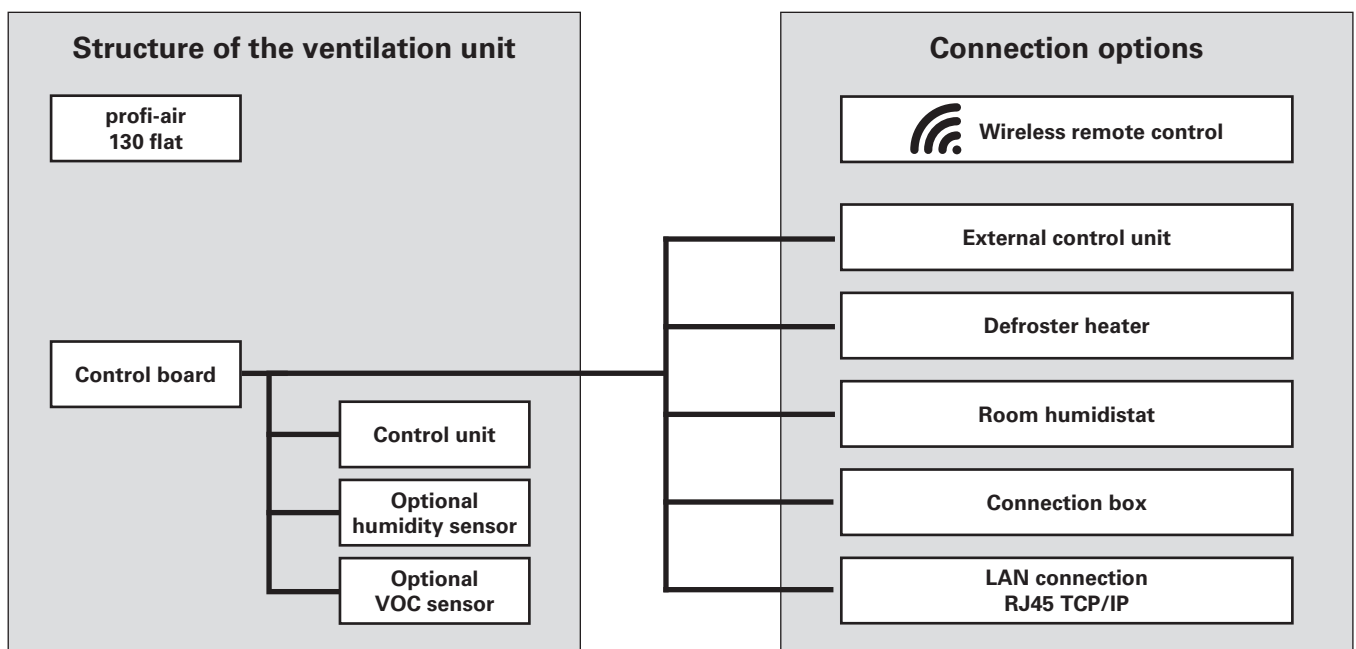 Structure of the ventilation unit
profi-air
130 flat
Control board
Control unit
Optional
humidity sensor
Optional
VOC sensor
Connection options
Wireless remote control
External control unit
Defroster heater
Room humidistat
Connection box
LAN connection
RJ45 TCP/IP